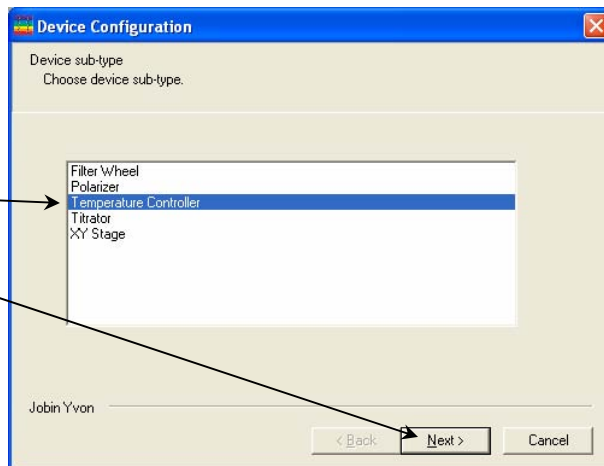 Device Configuration
Device sub-type
Choose device sub-type.
Filter Wheel
Polarizer
Temperature Controller
Titrator
XY Stage
Jobin Yvon
< Back
Next >
Cancel